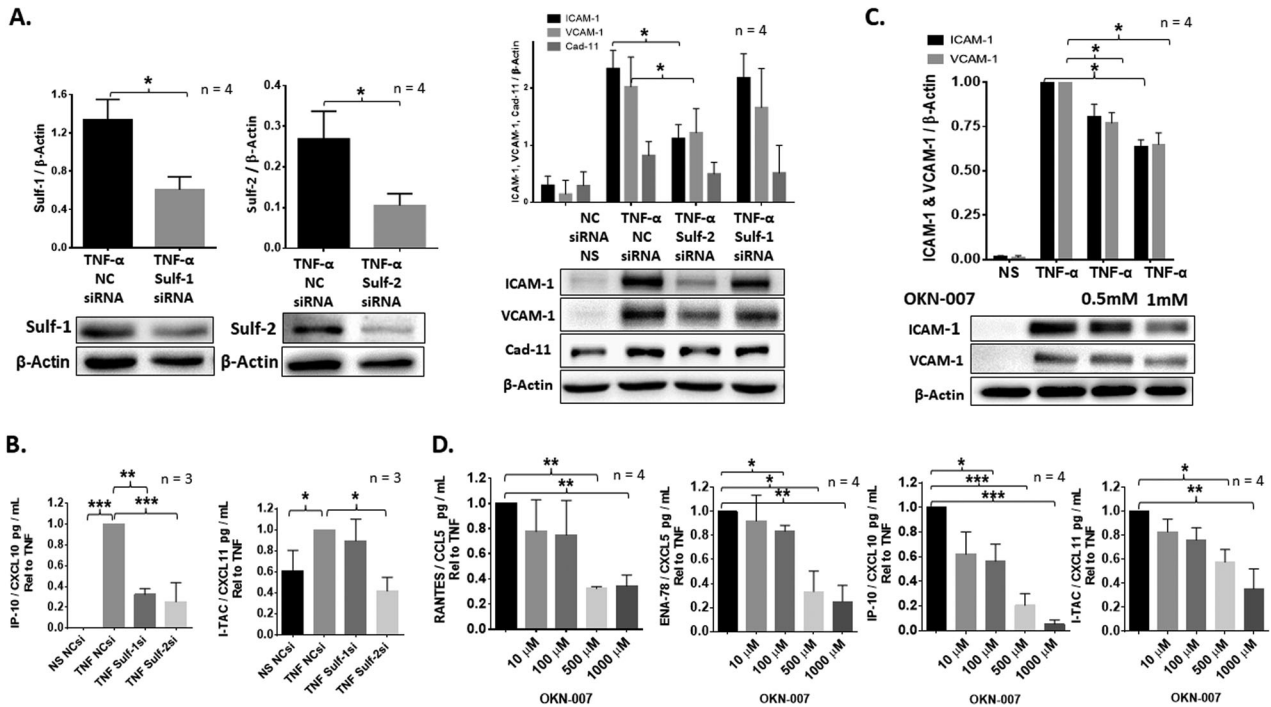 A.
*
n = 4
1.6
1.2
0.8
0.4
0.0
Sulf-1 / β-Actin
TNF-α
NC
siRNA
TNF-α
Sulf-1
siRNA
Sulf-1
β-Actin
*
n = 4
0.4
0.3
0.2
0.1
0.0
Sulf-2 / β-Actin
TNF-α
NC
siRNA
TNF-α
Sulf-2
siRNA
Sulf-2
β-Actin
ICAM-1
VCAM-1
Cad-11
*
*
n = 4
3
2
1
0
ICAM-1, VCAM-1, Cad-11 / β-Actin
NC
siRNA
NS
TNF-α
NC
siRNA
TNF-α
Sulf-2
siRNA
TNF-α
Sulf-1
siRNA
ICAM-1
VCAM-1
Cad-11
β-Actin
C.
ICAM-1
VCAM-1
n = 4
*
*
*
1.00
0.75
0.50
0.25
0.00
ICAM-1 & VCAM-1 / β-Actin
NS
TNF-α
TNF-α
TNF-α
OKN-007
0.5mM
1mM
ICAM-1
VCAM-1
β-Actin
B.
n = 3
**
***
***
1.2
1.0
0.8
0.6
0.4
0.2
0.0
IP-10 / CXCL10 pg / mL
Rel to TNF
NS NCsi
TNF NCsi
TNF Sulf-1si
TNF Sulf-2si
n = 3
*
*
1.2
1.0
0.8
0.6
0.4
0.2
0.0
I-TAC / CXCL11 pg / mL
Rel to TNF
NS NCsi
TNF NCsi
TNF Sulf-1si
TNF Sulf-2si
D.
n = 4
**
**
1.2
1.0
0.8
0.6
0.4
0.2
0.0
RANTES / CCL5 pg / mL
Rel to TNF
10 μM
100 μM
500 μM
1000 μM
OKN-007
n = 4
*
*
**
1.2
1.0
0.8
0.6
0.4
0.2
0.0
ENA-78 / CXCL5 pg / mL
Rel to TNF
10 μM
100 μM
500 μM
1000 μM
OKN-007
n = 4
*
***
***
1.2
1.0
0.8
0.6
0.4
0.2
0.0
IP-10 / CXCL10 pg / mL
Rel to TNF
10 μM
100 μM
500 μM
1000 μM
OKN-007
n = 4
*
**
1.2
1.0
0.8
0.6
0.4
0.2
0.0
I-TAC / CXCL11 pg / mL
Rel to TNF
10 μM
100 μM
500 μM
1000 μM
OKN-007